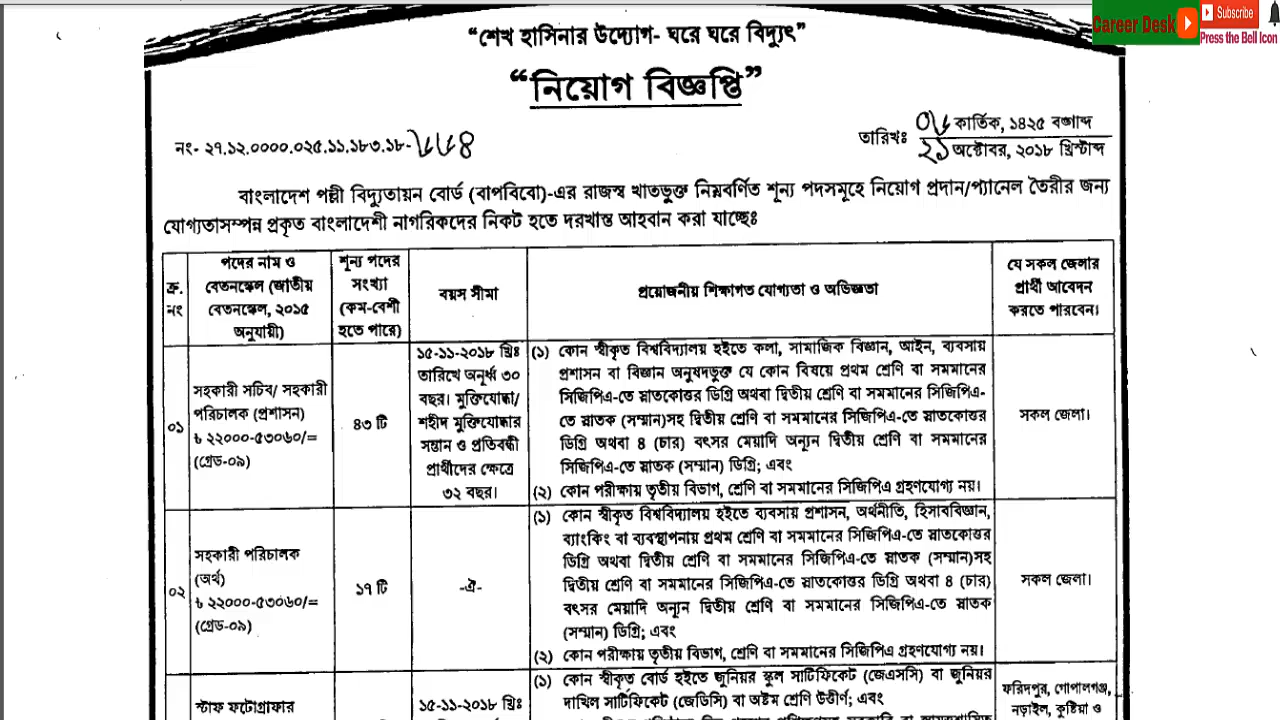 Career Desk
Subscribe
Press the Bell Icon
“শেখ হাসিনার উদ্যোগ- ঘরে ঘরে বিদ্যুৎ”
“নিয়োগ বিজ্ঞপ্তি”
নং- ২৭.১২.০০০০.০২৫.১১.১৮৩.১৮-
তারিখঃ
কার্তিক, ১৪২৫ বঙ্গাব্দ
২১ অক্টোবর, ২০১৮ খ্রিস্টাব্দ
বাংলাদেশ পল্লী বিদ্যুতায়ন বোর্ড (বাপবিবো)-এর রাজস্ব খাতভুক্ত নিম্নবর্ণিত শূন্য পদসমূহে নিয়োগ প্রদান/প্যানেল তৈরীর জন্য
যোগ্যতাসম্পন্ন প্রকৃত বাংলাদেশী নাগরিকদের নিকট হতে দরখাস্ত আহবান করা যাচ্ছেঃ
ক্র.
নং
পদের নাম ও
বেতনস্কেল (জাতীয়
বেতনস্কেল, ২০১৫
অনুযায়ী)
শূন্য পদের
সংখ্যা
(কম-বেশী
হতে পারে)
বয়স সীমা
প্রয়োজনীয় শিক্ষাগত যোগ্যতা ও অভিজ্ঞতা
যে সকল জেলার
প্রার্থী আবেদন
করতে পারবেন।
০১
সহকারী সচিব/ সহকারী
পরিচালক (প্রশাসন)
৳ ২২০০০-৫৩০৬০/=
(গ্রেড-০৯)
৪৩ টি
১৫-১১-২০১৮ খ্রিঃ
তারিখে অনূর্ধ্ব ৩০
বছর। মুক্তিযোদ্ধা/
শহীদ মুক্তিযোদ্ধার
সন্তান ও প্রতিবন্ধী
প্রার্থীদের ক্ষেত্রে
৩২ বছর।
(১) কোন স্বীকৃত বিশ্ববিদ্যালয় হইতে কলা, সামাজিক বিজ্ঞান, আইন, ব্যবসায়
প্রশাসন বা বিজ্ঞান অনুষদভুক্ত যে কোন বিষয়ে প্রথম শ্রেণি বা সমমানের
সিজিপিএ-তে স্নাতকোত্তর ডিগ্রি অথবা দ্বিতীয় শ্রেণি বা সমমানের সিজিপিএ-
তে স্নাতক (সম্মান)সহ দ্বিতীয় শ্রেণি বা সমমানের সিজিপিএ-তে স্নাতকোত্তর
ডিগ্রি অথবা ৪ (চার) বৎসর মেয়াদি অন্যূন দ্বিতীয় শ্রেণি বা সমমানের
সিজিপিএ-তে স্নাতক (সম্মান) ডিগ্রি; এবং
(২) কোন পরীক্ষায় তৃতীয় বিভাগ, শ্রেণি বা সমমানের সিজিপিএ গ্রহণযোগ্য নয়।
সকল জেলা।
০২
সহকারী পরিচালক
(অর্থ)
৳ ২২০০০-৫৩০৬০/=
(গ্রেড-০৯)
১৭ টি
-ঐ-
(১) কোন স্বীকৃত বিশ্ববিদ্যালয় হইতে ব্যবসায় প্রশাসন, অর্থনীতি, হিসাববিজ্ঞান,
ব্যাংকিং বা ব্যবস্থাপনায় প্রথম শ্রেণি বা সমমানের সিজিপিএ-তে স্নাতকোত্তর
ডিগ্রি অথবা দ্বিতীয় শ্রেণি বা সমমানের সিজিপিএ-তে স্নাতক (সম্মান)সহ
দ্বিতীয় শ্রেণি বা সমমানের সিজিপিএ-তে স্নাতকোত্তর ডিগ্রি অথবা ৪ (চার)
বৎসর মেয়াদি অন্যূন দ্বিতীয় শ্রেণি বা সমমানের সিজিপিএ-তে স্নাতক
(সম্মান) ডিগ্রি; এবং
(২) কোন পরীক্ষায় তৃতীয় বিভাগ, শ্রেণি বা সমমানের সিজিপিএ গ্রহণযোগ্য নয়।
সকল জেলা।
স্টাফ ফটোগ্রাফার
১৫-১১-২০১৮ খ্রিঃ
(১) কোন স্বীকৃত বোর্ড হইতে জুনিয়র স্কুল সার্টিফিকেট (জেএসসি) বা জুনিয়র
দাখিল সার্টিফিকেট (জেডিসি) বা অষ্টম শ্রেণি উত্তীর্ণ; এবং
ফরিদপুর, গোপালগঞ্জ,
নড়াইল, কুষ্টিয়া ও